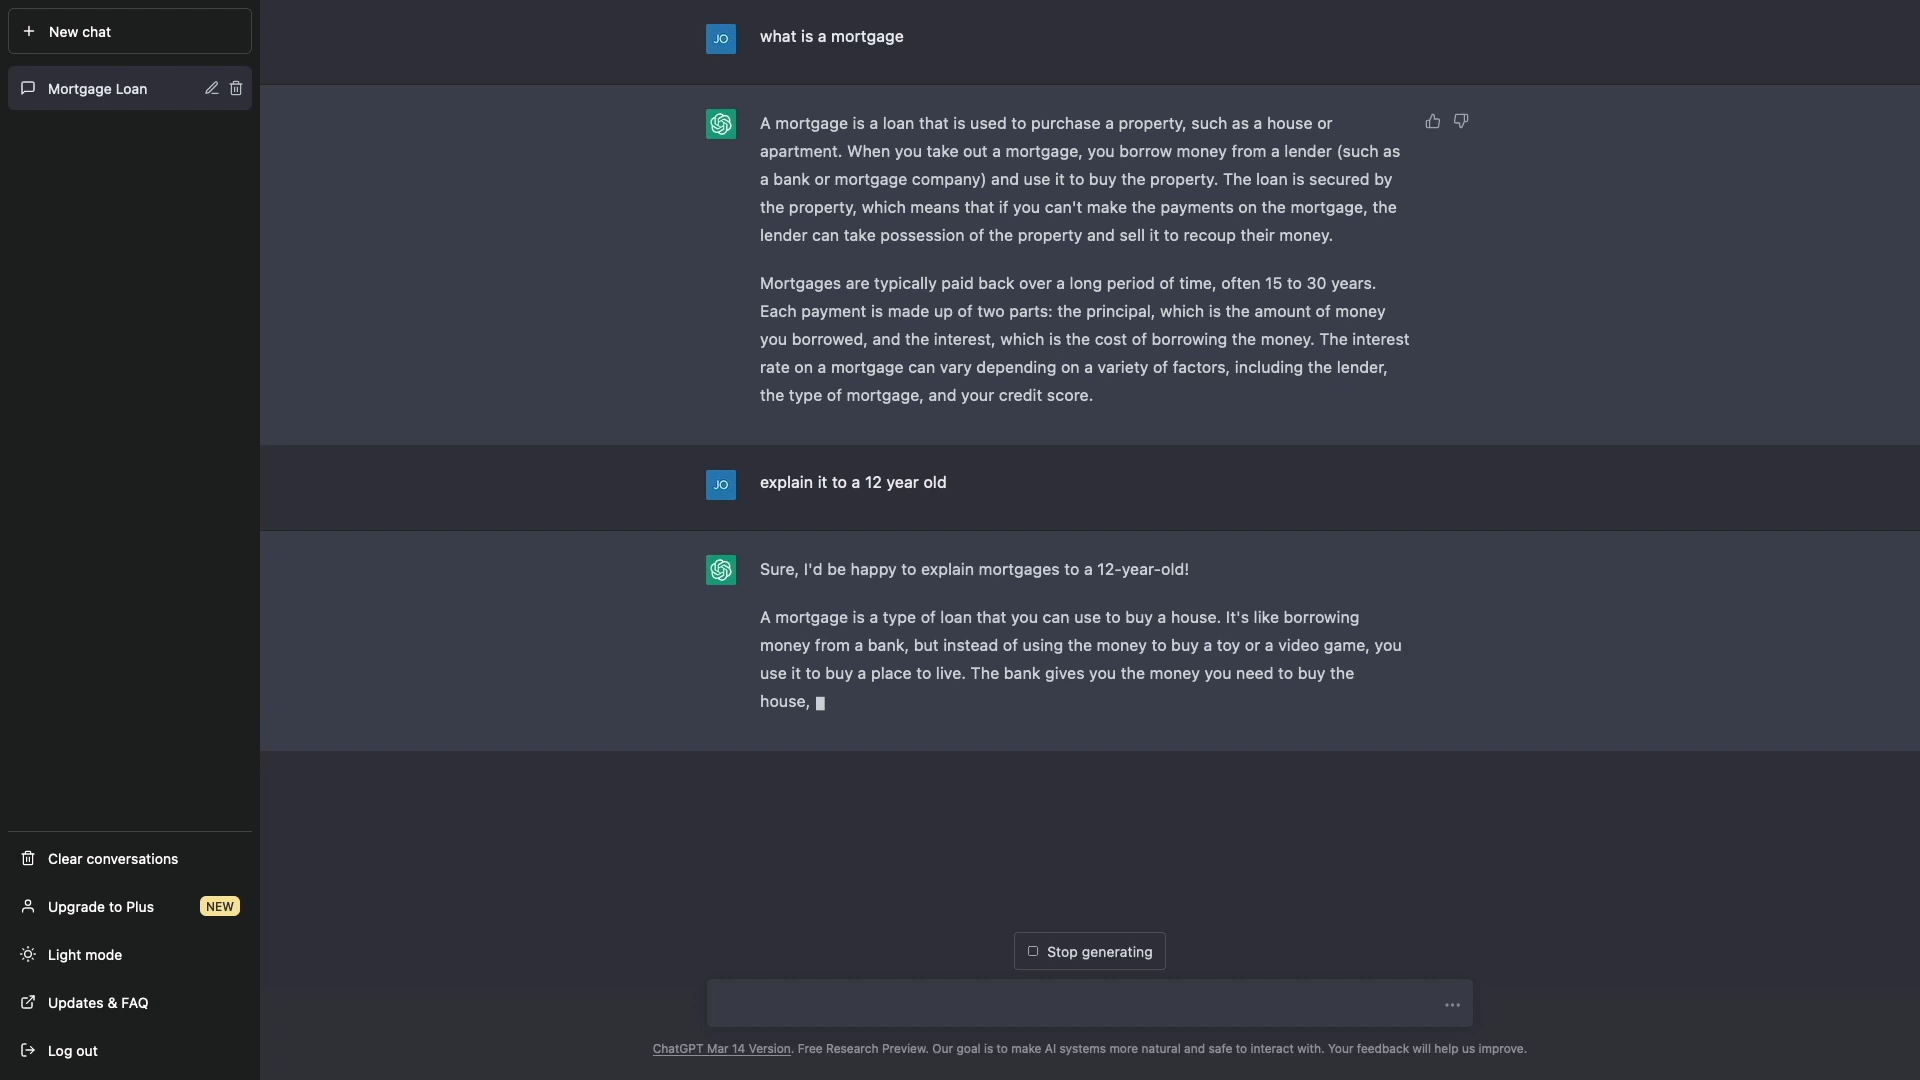 New chat
Mortgage Loan
JO
what is a mortgage
A mortgage is a loan that is used to purchase a property, such as a house or
apartment. When you take out a mortgage, you borrow money from a lender (such as
a bank or mortgage company) and use it to buy the property. The loan is secured by
the property, which means that if you can't make the payments on the mortgage, the
lender can take possession of the property and sell it to recoup their money.
Mortgages are typically paid back over a long period of time, often 15 to 30 years.
Each payment is made up of two parts: the principal, which is the amount of money
you borrowed, and the interest, which is the cost of borrowing the money. The interest
rate on a mortgage can vary depending on a variety of factors, including the lender,
the type of mortgage, and your credit score.
JO
explain it to a 12 year old
Sure, I'd be happy to explain mortgages to a 12-year-old!
A mortgage is a type of loan that you can use to buy a house. It's like borrowing
money from a bank, but instead of using the money to buy a toy or a video game, you
use it to buy a place to live. The bank gives you the money you need to buy the
house,
Clear conversations
Upgrade to Plus NEW
Light mode
Updates & FAQ
Log out
Stop generating
ChatGPT Mar 14 Version. Free Research Preview. Our goal is to make AI systems more natural and safe to interact with. Your feedback will help us improve.